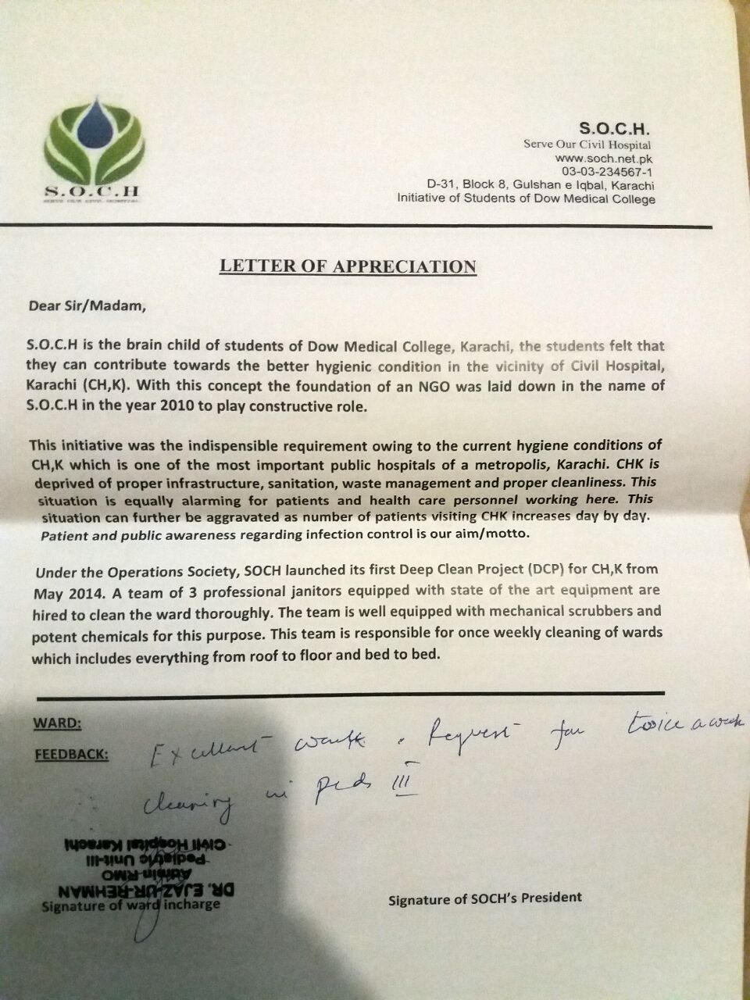 S.O.C.H
SERVE OUR CIVIL HOSPITAL
S.O.C.H.
Serve Our Civil Hospital
www.soch.net.pk
03-03-234567-1
D-31, Block 8, Gulshan e Iqbal, Karachi
Initiative of Students of Dow Medical College
LETTER OF APPRECIATION
Dear Sir/Madam,
S.O.C.H is the brain child of students of Dow Medical College, Karachi, the students felt that
they can contribute towards the better hygienic condition in the vicinity of Civil Hospital,
Karachi (CH,K). With this concept the foundation of an NGO was laid down in the name of
S.O.C.H in the year 2010 to play constructive role.
This initiative was the indispensible requirement owing to the current hygiene conditions of
CH,K which is one of the most important public hospitals of a metropolis, Karachi. CHK is
deprived of proper infrastructure, sanitation, waste management and proper cleanliness. This
situation is equally alarming for patients and health care personnel working here. This
situation can further be aggravated as number of patients visiting CHK increases day by day.
Patient and public awareness regarding infection control is our aim/motto.
Under the Operations Society, SOCH launched its first Deep Clean Project (DCP) for CH,K from
May 2014. A team of 3 professional janitors equipped with state of the art equipment are
hired to clean the ward thoroughly. The team is well equipped with mechanical scrubbers and
potent chemicals for this purpose. This team is responsible for once weekly cleaning of wards
which includes everything from roof to floor and bed to bed.
WARD:
FEEDBACK: Excellent work. Request for twice a week
cleaning in peds III
DR. EJAZ-UR-REHMAN
Admin RMO
Pediatric Unit-III
Civil Hospital Karachi
Signature of ward incharge
Signature of SOCH's President